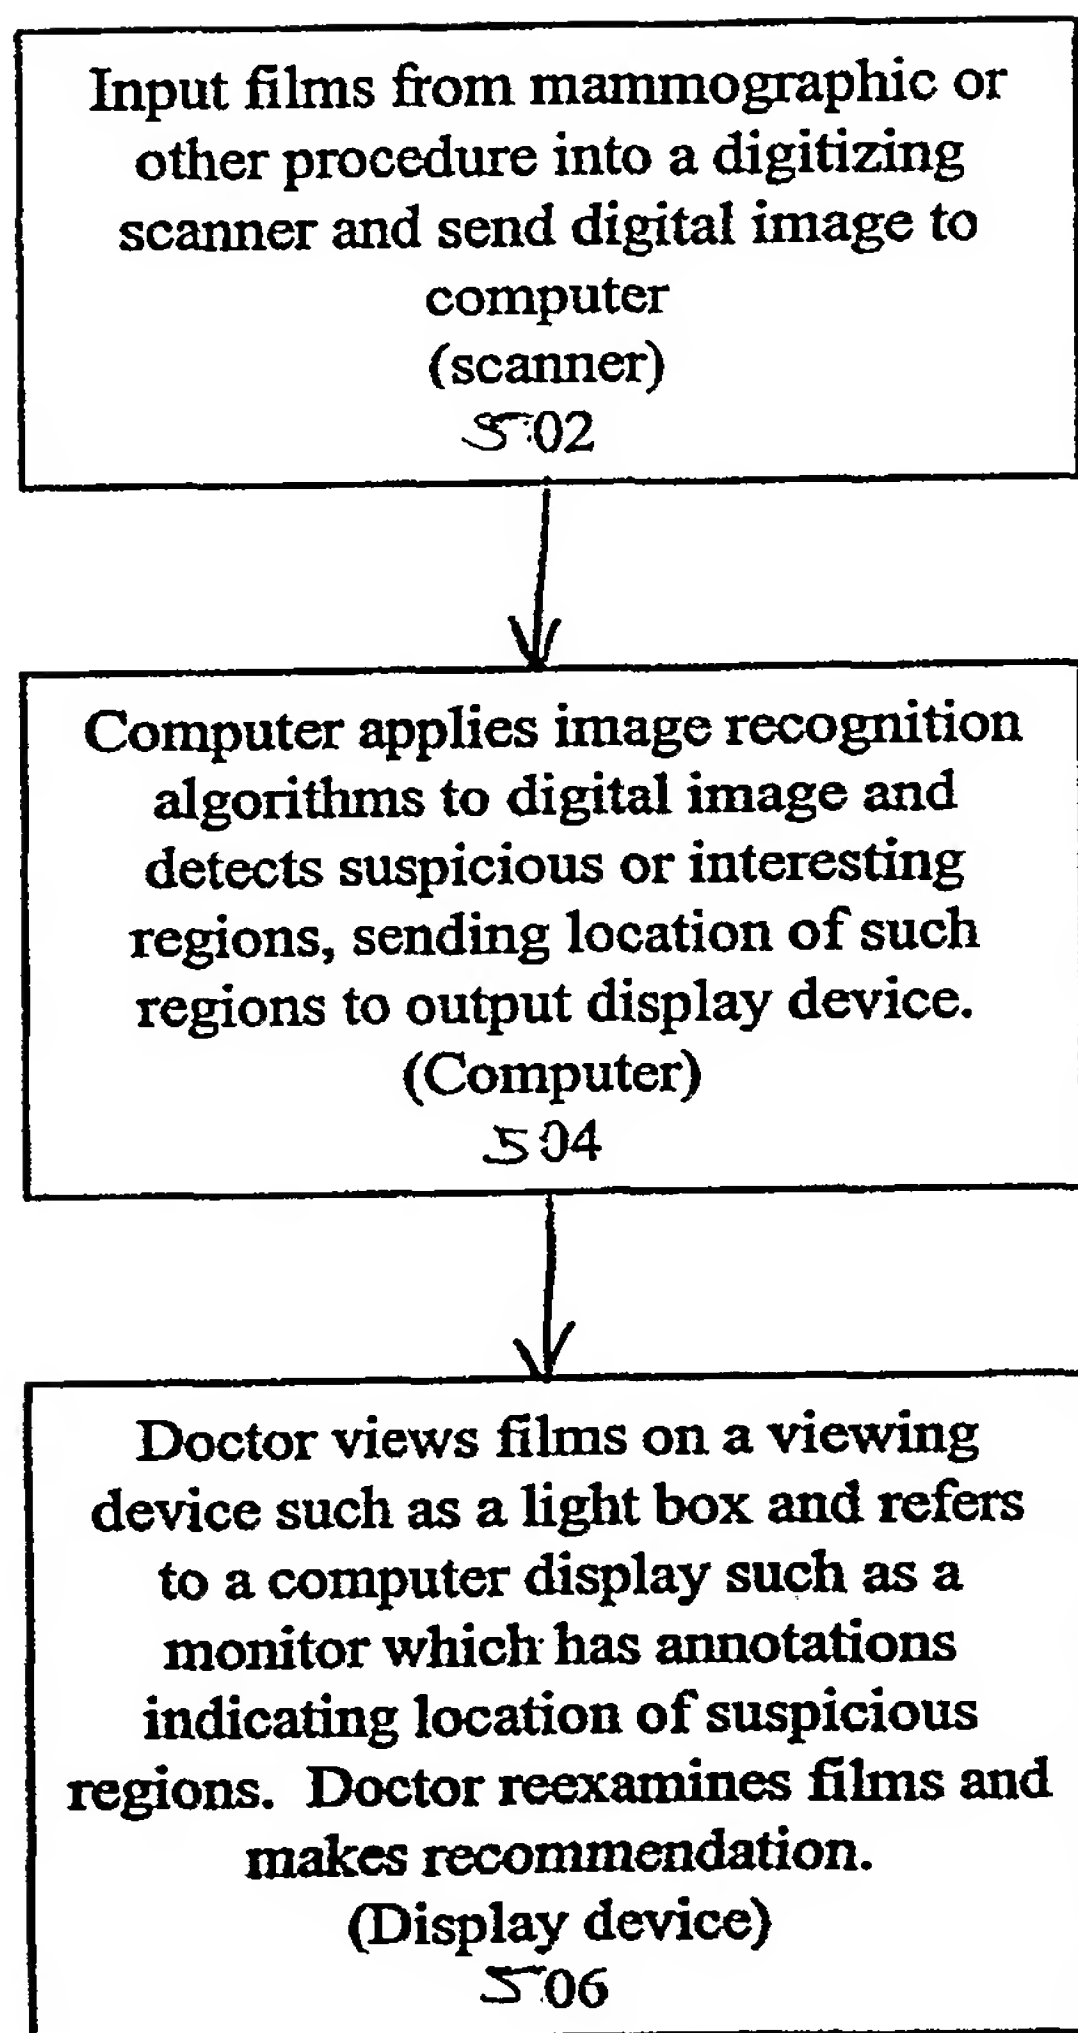 Input films from mammographic or
other procedure into a digitizing
scanner and send digital image to
computer
(scanner)
502
Computer applies image recognition
algorithms to digital image and
detects suspicious or interesting
regions, sending location of such
regions to output display device.
(Computer)
504
Doctor views films on a viewing
device such as a light box and refers
to a computer display such as a
monitor which has annotations
indicating location of suspicious
regions. Doctor reexamines films and
makes recommendation.
(Display device)
506